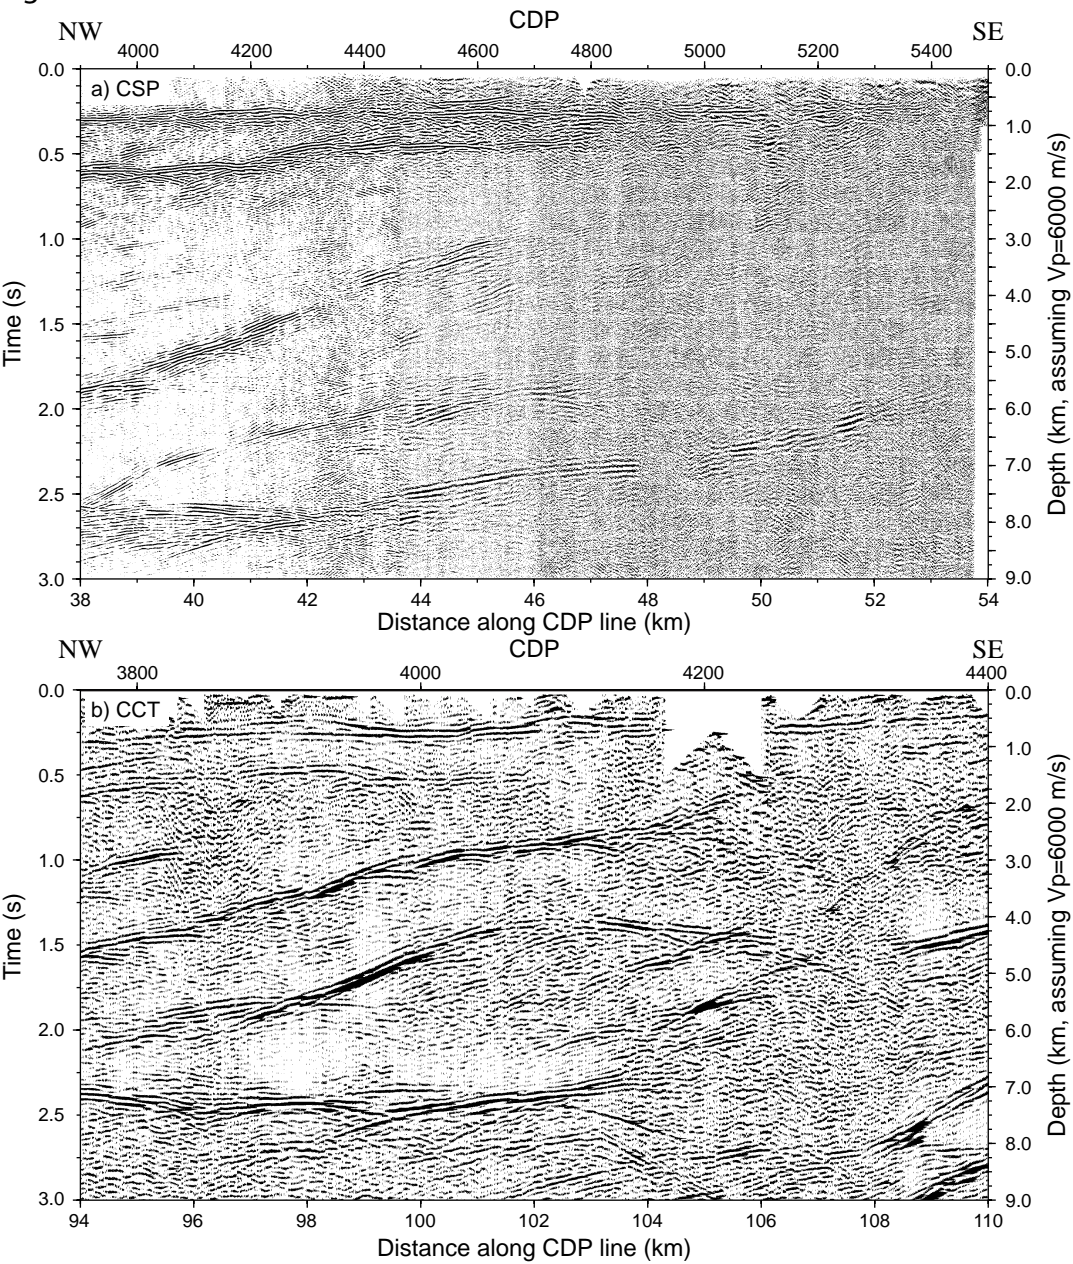 CDP
NW SE
4000 4200 4400 4600 4800 5000 5200 5400
a) CSP
0.0 0.5 1.0 1.5 2.0 2.5 3.0
Time (s)
0.0 1.0 2.0 3.0 4.0 5.0 6.0 7.0 8.0 9.0
Depth (km, assuming Vp=6000 m/s)
38 40 42 44 46 48 50 52 54
Distance along CDP line (km)
NW CDP SE
3800 4000 4200 4400
b) CCT
0.0 0.5 1.0 1.5 2.0 2.5 3.0
Time (s)
0.0 1.0 2.0 3.0 4.0 5.0 6.0 7.0 8.0 9.0
Depth (km, assuming Vp=6000 m/s)
94 96 98 100 102 104 106 108 110
Distance along CDP line (km)